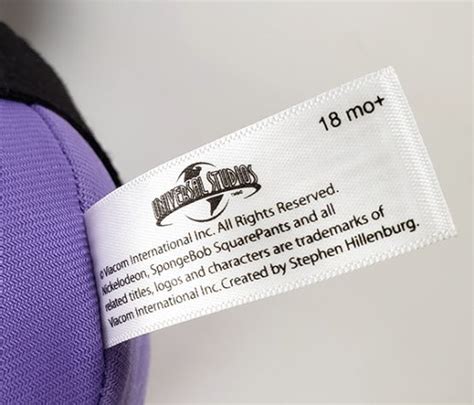 18 mo+
UNIVERSAL STUDIOS
© Viacom International Inc. All Rights Reserved.
Nickelodeon, SpongeBob SquarePants and all
related titles, logos and characters are trademarks of
Viacom International Inc. Created by Stephen Hillenburg.